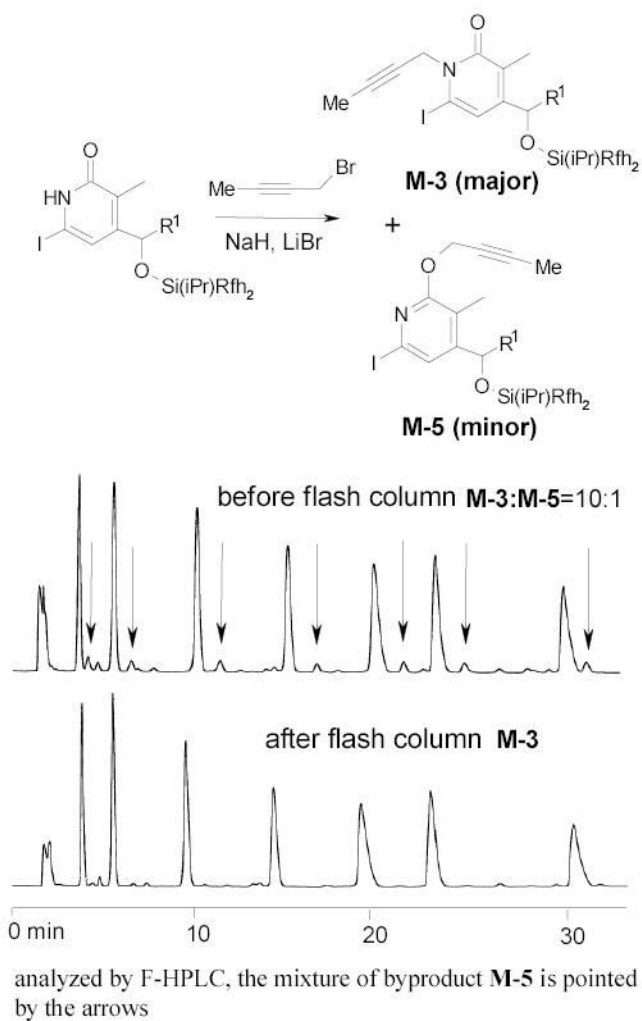 O
N
R¹
Me
I
O
Si(iPr)Rfh₂
M-3 (major)
O
HN
R¹
I
O
Si(iPr)Rfh₂
Br
Me
NaH, LiBr
+
O
Me
N
R¹
I
O
Si(iPr)Rfh₂
M-5 (minor)
before flash column M-3:M-5=10:1
after flash column M-3
0 min 10 20 30
analyzed by F-HPLC, the mixture of byproduct M-5 is pointed
by the arrows